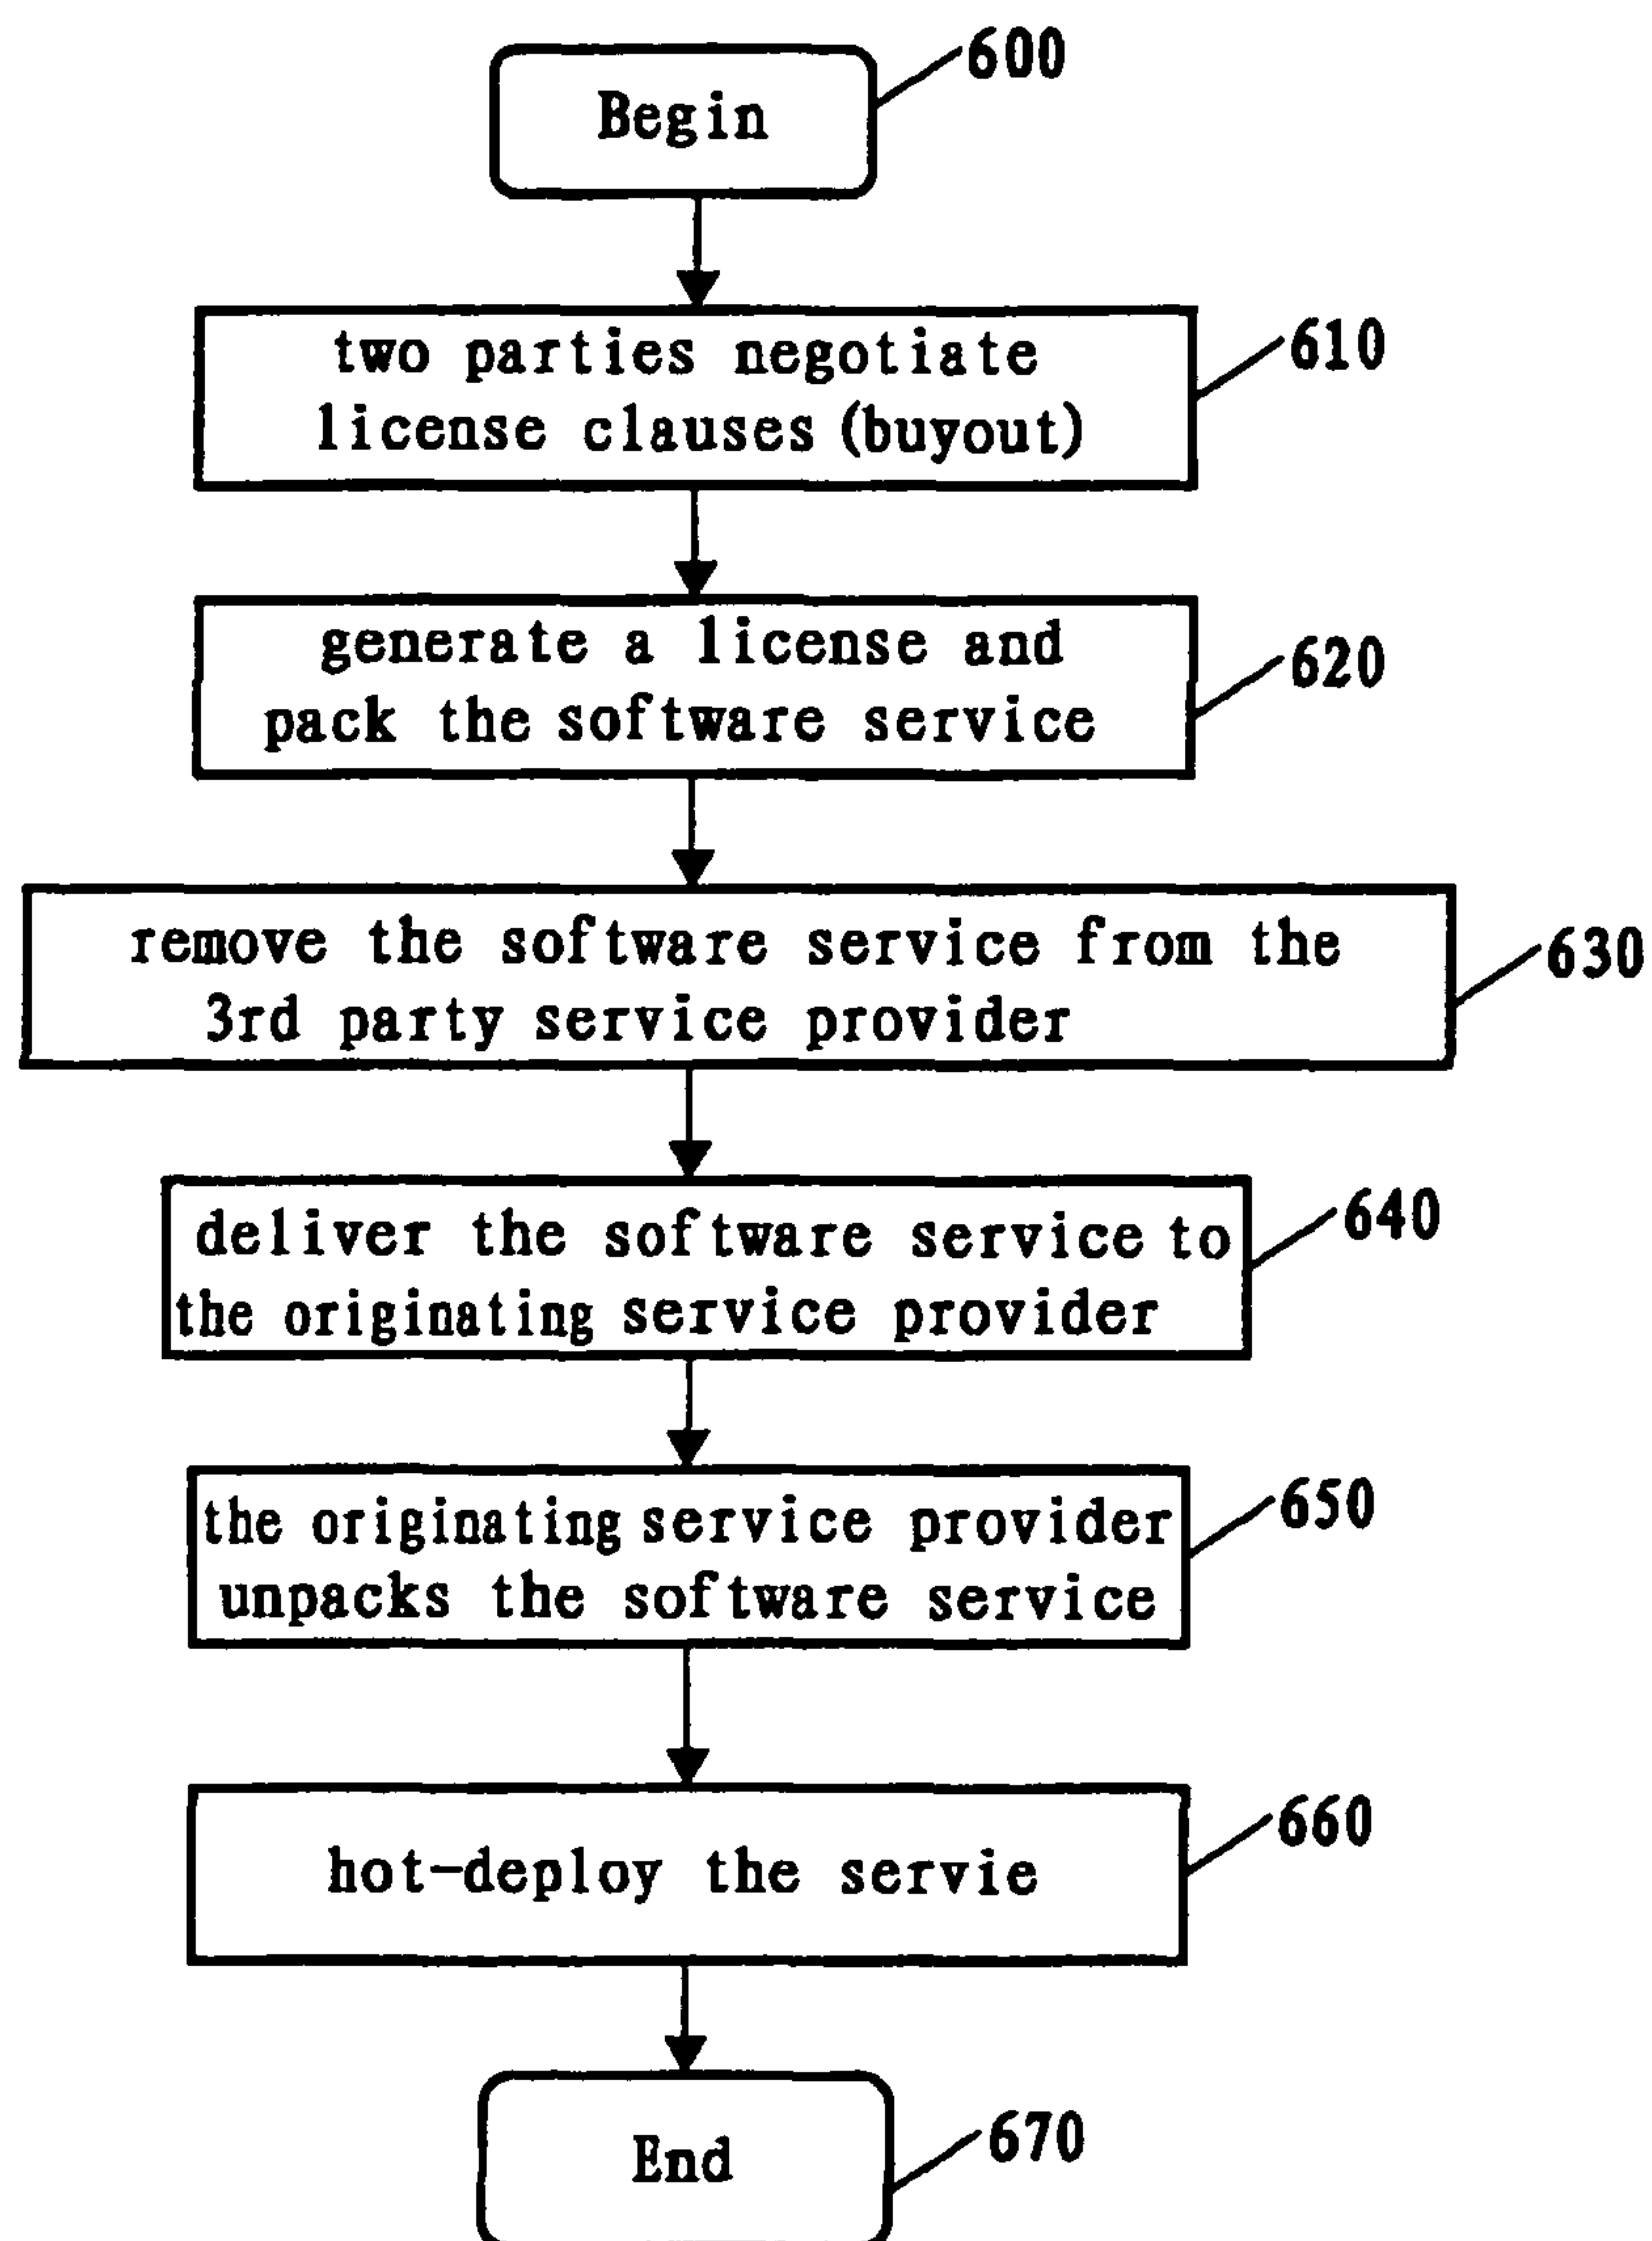 Begin
600
two parties negotiate
license clauses (buyout)
610
generate a license and
pack the software service
620
remove the software service from the
3rd party service provider
630
deliver the software service to
the originating service provider
640
the originating service provider
unpacks the software service
650
hot-deploy the servie
660
End
670